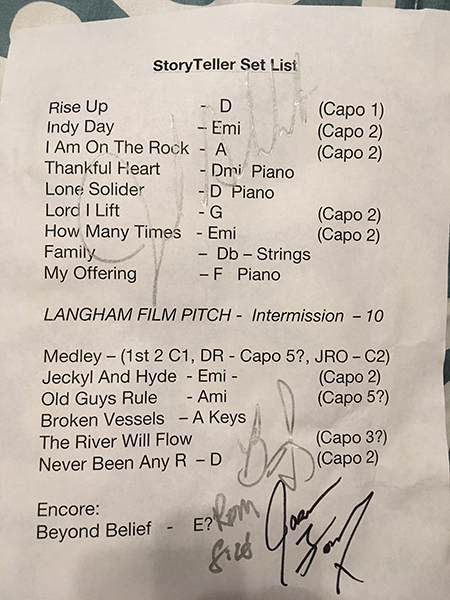 StoryTeller Set List
Rise Up - D (Capo 1)
Indy Day - Emi (Capo 2)
I Am On The Rock - A (Capo 2)
Thankful Heart - Dmi Piano
Lone Solider - D Piano
Lord I Lift - G (Capo 2)
How Many Times - Emi (Capo 2)
Family - Db – Strings
My Offering - F Piano
LANGHAM FILM PITCH - Intermission – 10
Medley – (1st 2 C1, DR - Capo 5?, JRO – C2)
Jeckyl And Hyde - Emi - (Capo 2)
Old Guys Rule - Ami (Capo 5?)
Broken Vessels – A Keys
The River Will Flow (Capo 3?)
Never Been Any R – D (Capo 2)
Encore:
Beyond Belief - E?